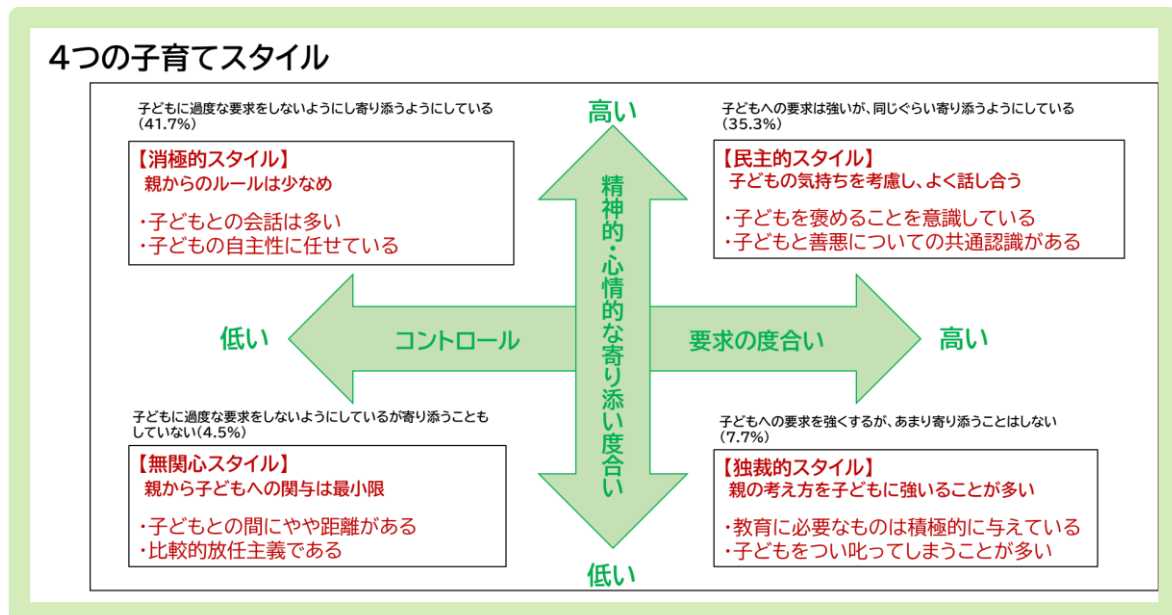 4つの子育てスタイル
子どもに過度な要求をしないようにし寄り添うようにしている
(41.7%)
【消極的スタイル】
親からのルールは少なめ
・子どもとの会話は多い
・子どもの自主性に任せている
高い
子どもへの要求は強いが、同じぐらい寄り添うようにしている
(35.3%)
【民主的スタイル】
子どもの気持ちを考慮し、よく話し合う
・子どもを褒めることを意識している
・子どもと善悪についての共通認識がある
精神的・心情的な寄り添い度合い
低い
コントロール
要求の度合い
高い
子どもに過度な要求をしないようにしているが寄り添うことも
していない(4.5%)
【無関心スタイル】
親から子どもへの関与は最小限
・子どもとの間にやや距離がある
・比較的放任主義である
子どもへの要求を強くするが、あまり寄り添うことはしない
(7.7%)
【独裁的スタイル】
親の考え方を子どもに強いることが多い
・教育に必要なものは積極的に与えている
・子どもをつい叱ってしまうことが多い
低い